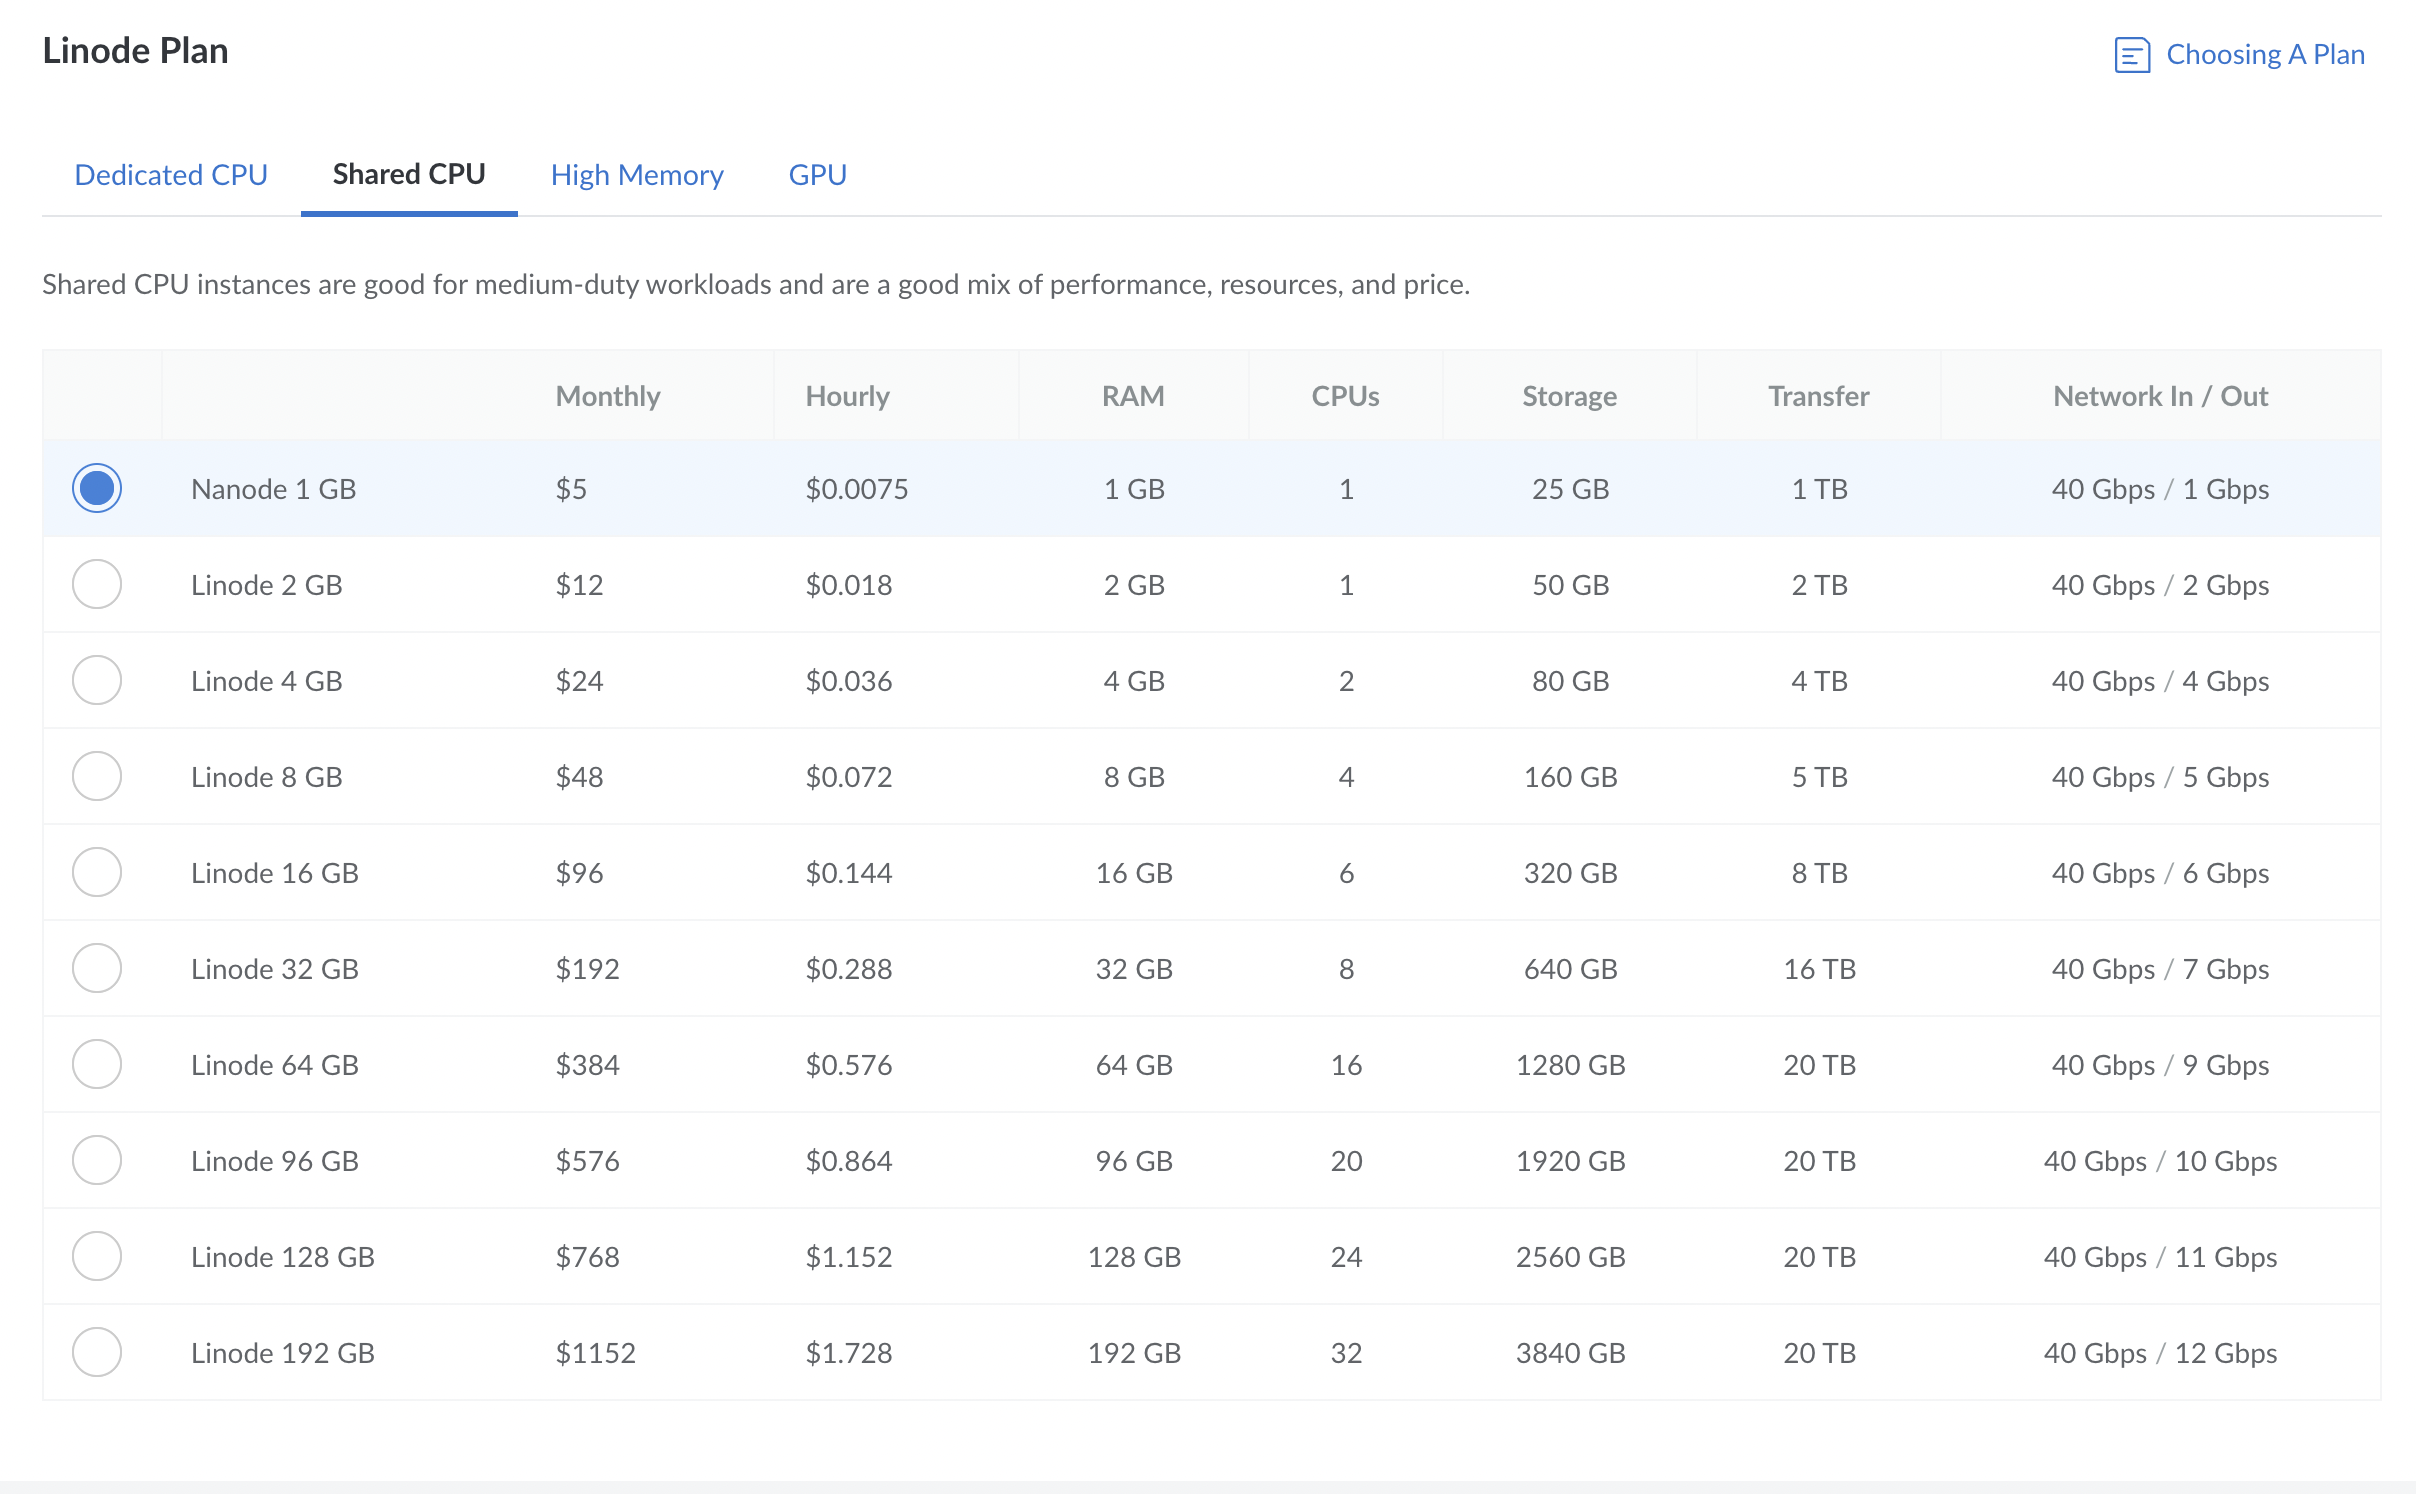 Linode Plan
Choosing A Plan
Dedicated CPU Shared CPU High Memory GPU
Shared CPU instances are good for medium-duty workloads and are a good mix of performance, resources, and price.
Monthly Hourly RAM CPUs Storage Transfer Network In / Out
Nanode 1 GB $5 $0.0075 1 GB 1 25 GB 1 TB 40 Gbps / 1 Gbps
Linode 2 GB $12 $0.018 2 GB 1 50 GB 2 TB 40 Gbps / 2 Gbps
Linode 4 GB $24 $0.036 4 GB 2 80 GB 4 TB 40 Gbps / 4 Gbps
Linode 8 GB $48 $0.072 8 GB 4 160 GB 5 TB 40 Gbps / 5 Gbps
Linode 16 GB $96 $0.144 16 GB 6 320 GB 8 TB 40 Gbps / 6 Gbps
Linode 32 GB $192 $0.288 32 GB 8 640 GB 16 TB 40 Gbps / 7 Gbps
Linode 64 GB $384 $0.576 64 GB 16 1280 GB 20 TB 40 Gbps / 9 Gbps
Linode 96 GB $576 $0.864 96 GB 20 1920 GB 20 TB 40 Gbps / 10 Gbps
Linode 128 GB $768 $1.152 128 GB 24 2560 GB 20 TB 40 Gbps / 11 Gbps
Linode 192 GB $1152 $1.728 192 GB 32 3840 GB 20 TB 40 Gbps / 12 Gbps